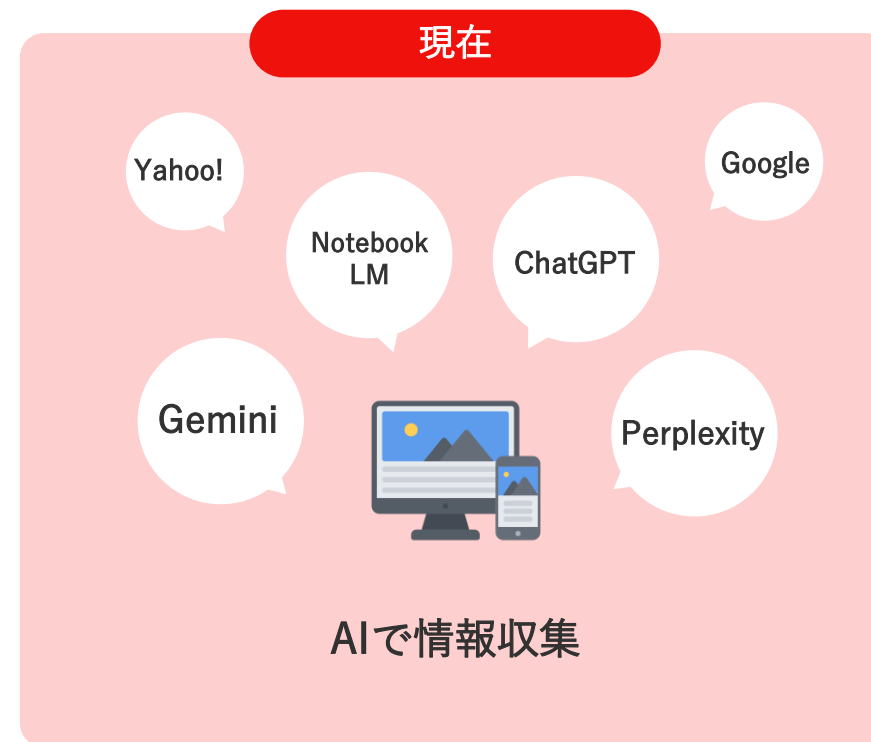 現在
Yahoo!
Google
Notebook
LM
ChatGPT
Gemini
Perplexity
AIで情報収集